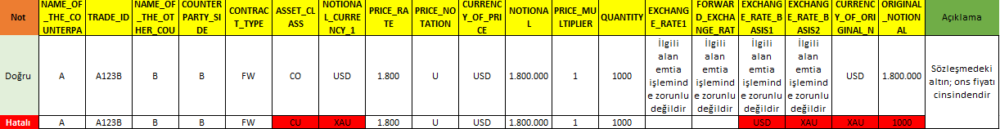 Not NAME_OF_THE_COUNTERPA TRADE_ID NAME_OF_THE_OTHER_COU COUNTERPARTY_SIDE CONTRACT_TYPE ASSET_CLASS NOTIONAL_CURRENCY_1 PRICE_RATE PRICE_NOTATION CURRENCY_OF_PRICE NOTIONAL PRICE_MULTIPLIER QUANTITY EXCHANGE_RATE1 FORWARD_EXCHANGE_RAT EXCHANGE_RATE_BASIS1 EXCHANGE_RATE_BASIS2 CURRENCY_OF_ORIGINAL_N ORIGINAL_NOTIONAL Açıklama
Doğru A A123B B B FW CO USD 1.800 U USD 1.800.000 1 1000 İlgili alan emtia işleminde zorunlu değildir İlgili alan emtia işleminde zorunlu değildir İlgili alan emtia işleminde zorunlu değildir İlgili alan emtia işleminde zorunlu değildir USD 1.800.000 Sözleşmedeki altın; ons fiyatı cinsindendir
Hatalı A A123B B B FW CU XAU 1.800 U USD 1.800.000 1 1000 USD XAU XAU 1000